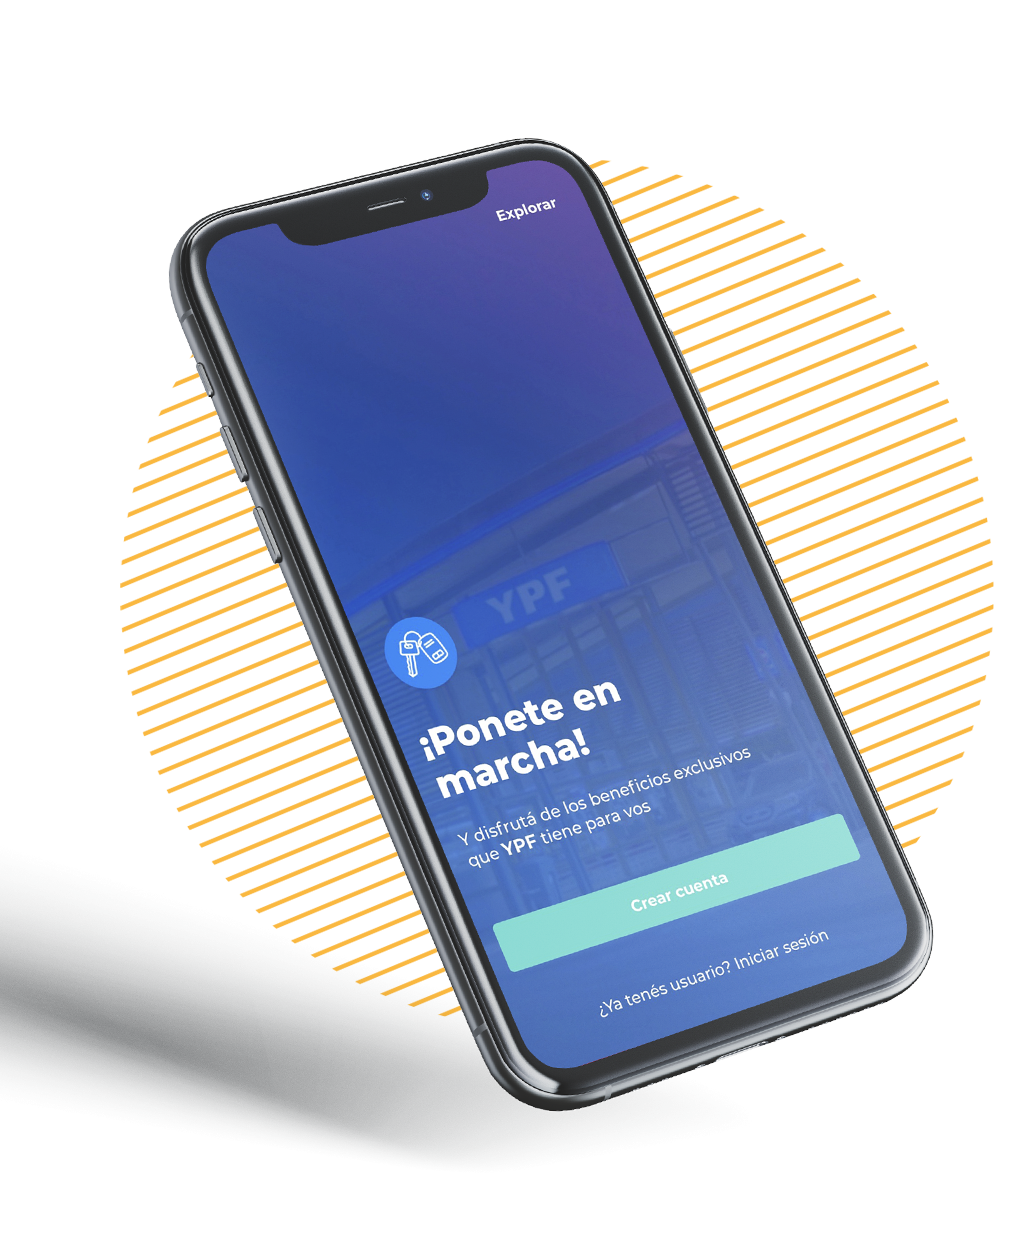 Explorar
YPF
¡Ponete en
marcha!
Y disfrutá de los beneficios exclusivos
que YPF tiene para vos
Crear cuenta
¿Ya tenés usuario? Iniciar sesión